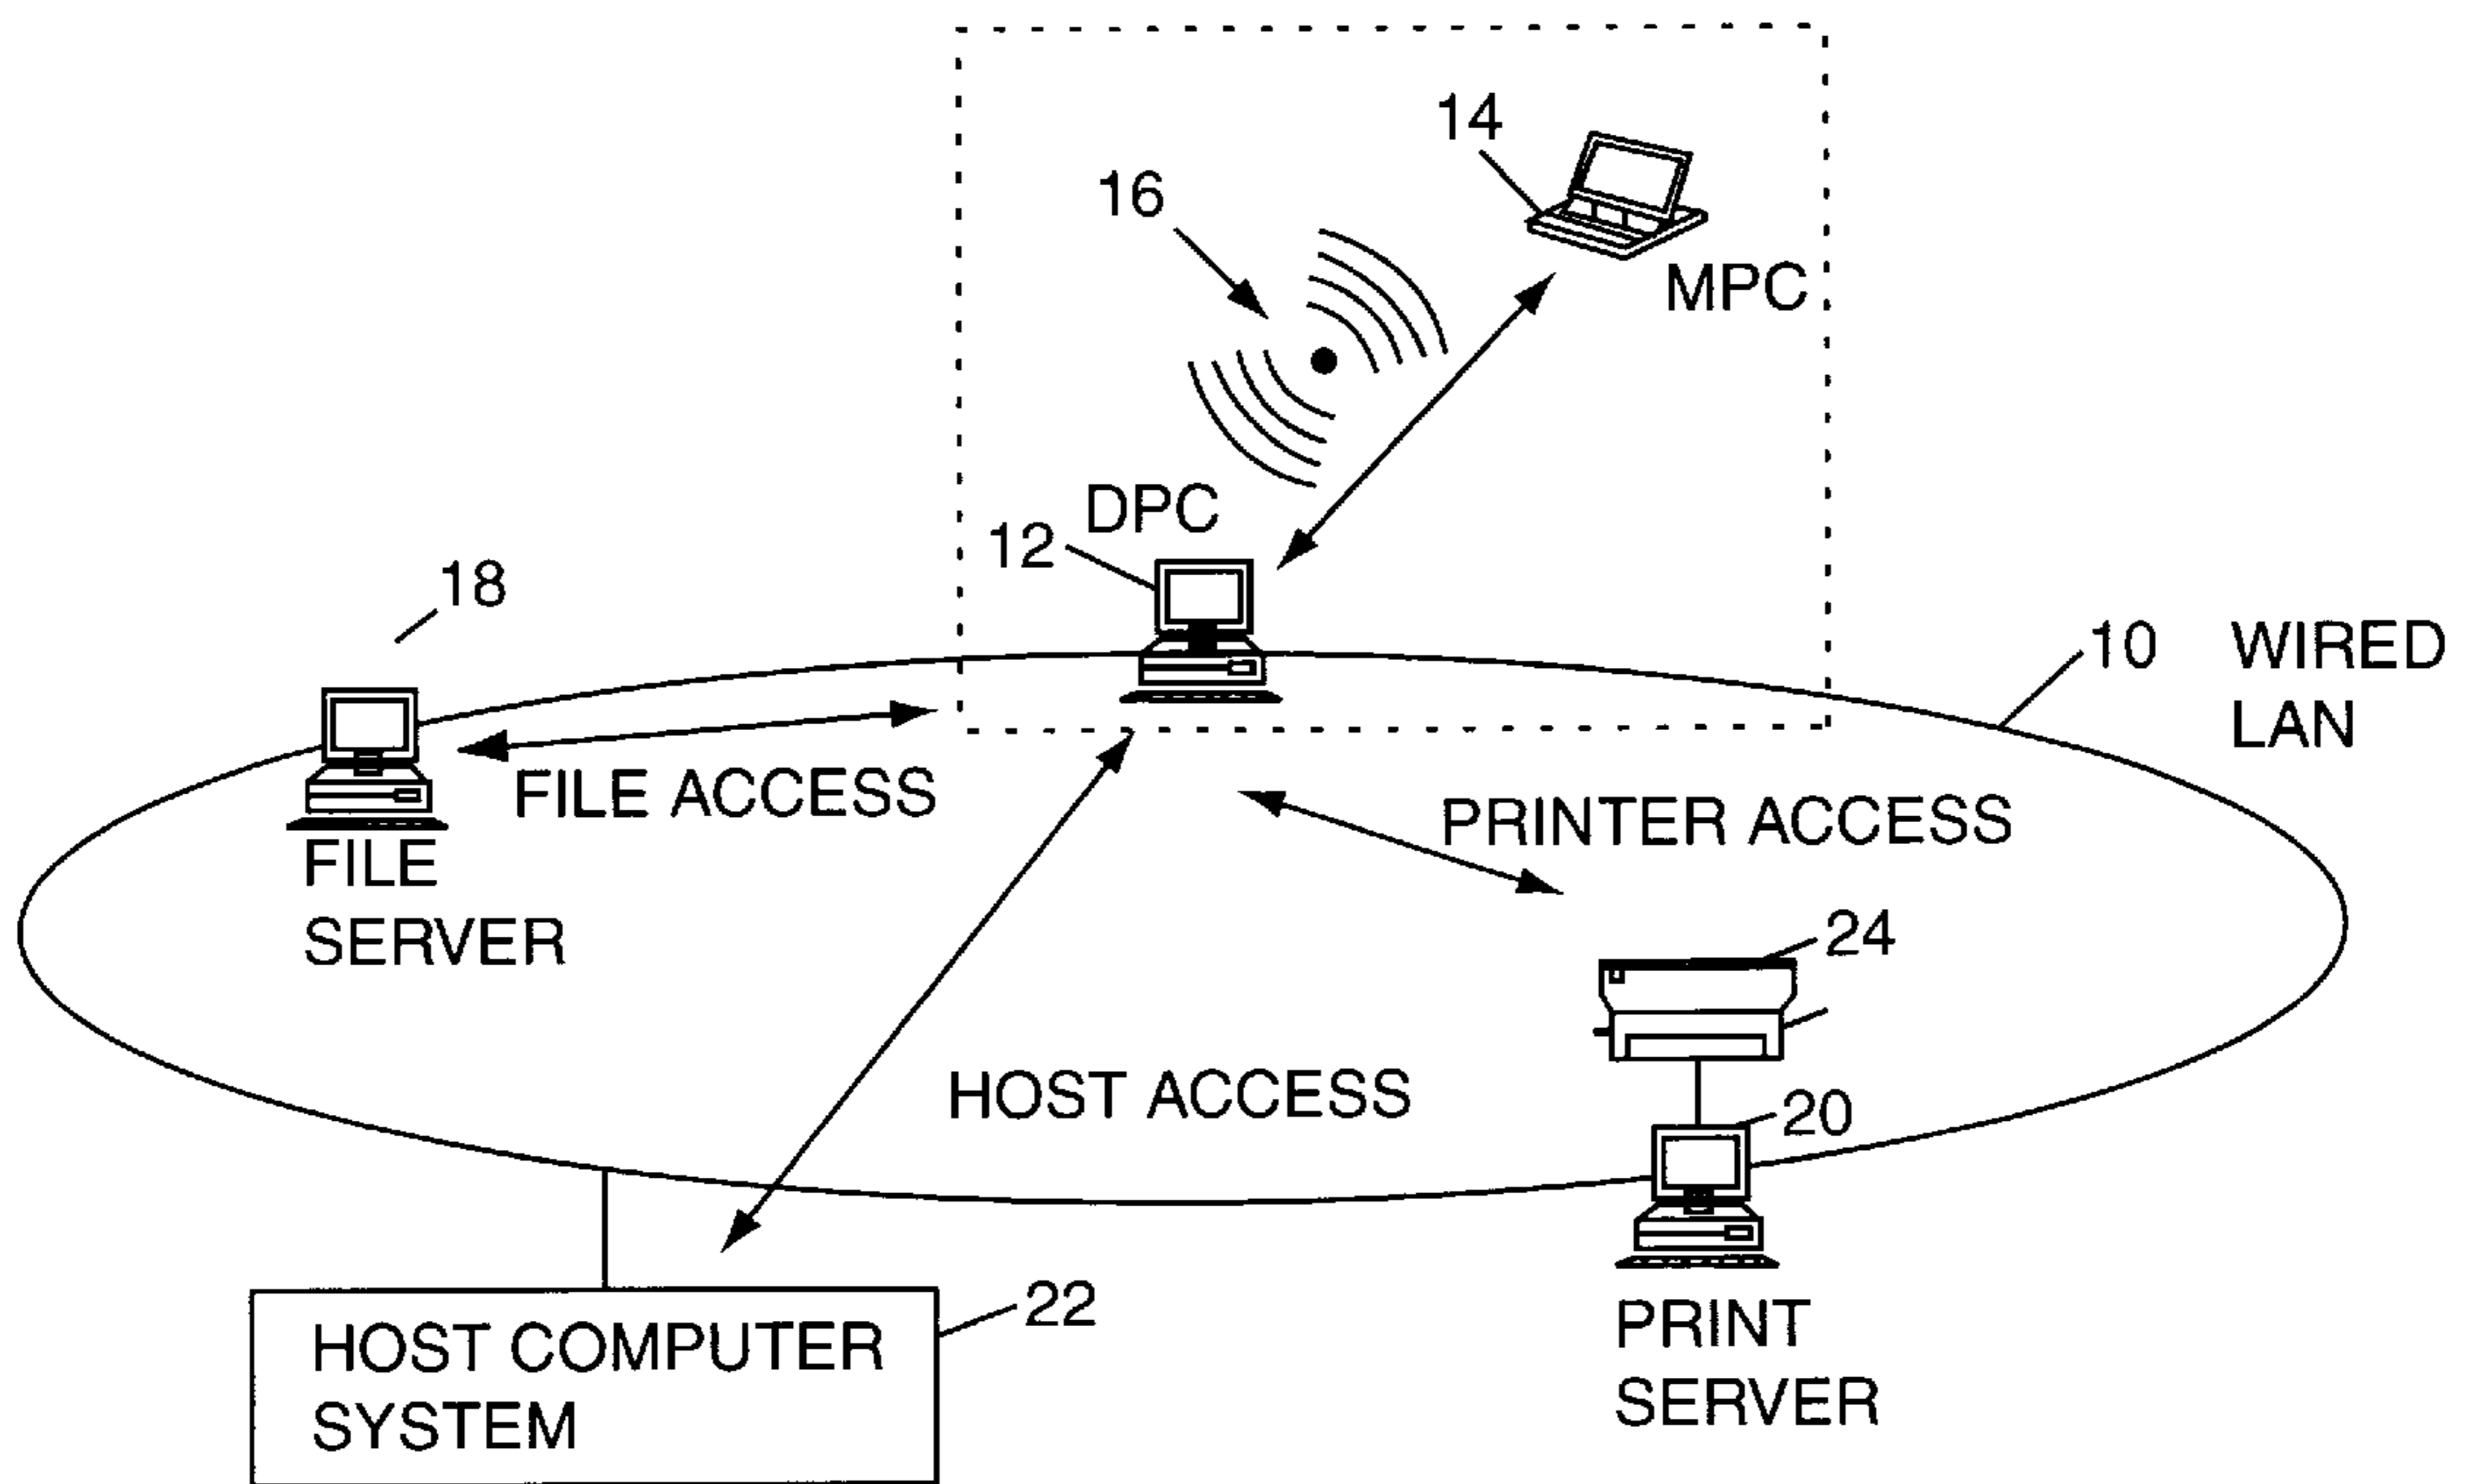 14
16
MPC
DPC
12
18
10 WIRED
LAN
FILE ACCESS
PRINTER ACCESS
FILE
SERVER
24
HOST ACCESS
20
22
HOST COMPUTER
SYSTEM
PRINT
SERVER